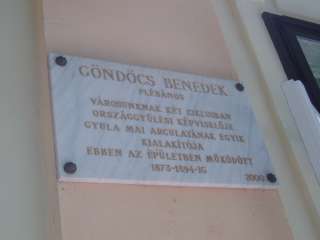 GÖNDÖCS BENEDEK
PLÉBÁNOS
VÁROSUNKNAK KÉT CIKLUSBAN
ORSZÁGGYŰLÉSI KÉPVISELŐJE
GYULA MAI ARCULATÁNAK EGYIK
KIALAKÍTÓJA
EBBEN AZ ÉPÜLETBEN MŰKÖDÖTT
1873-1894-IG
2000